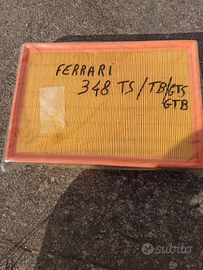 FERRARI
348 TS/TB/GTS
GTB
subito